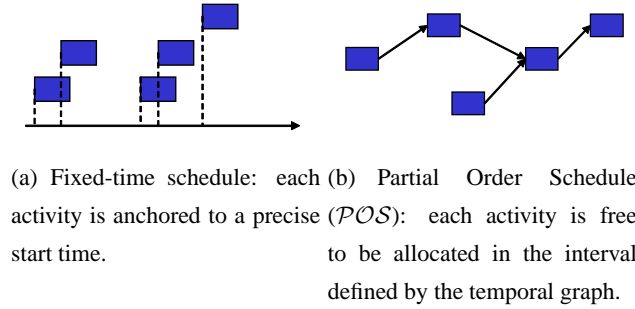 (a) Fixed-time schedule: each
activity is anchored to a precise
start time.
(b) Partial Order Schedule
(POS): each activity is free
to be allocated in the interval
defined by the temporal graph.